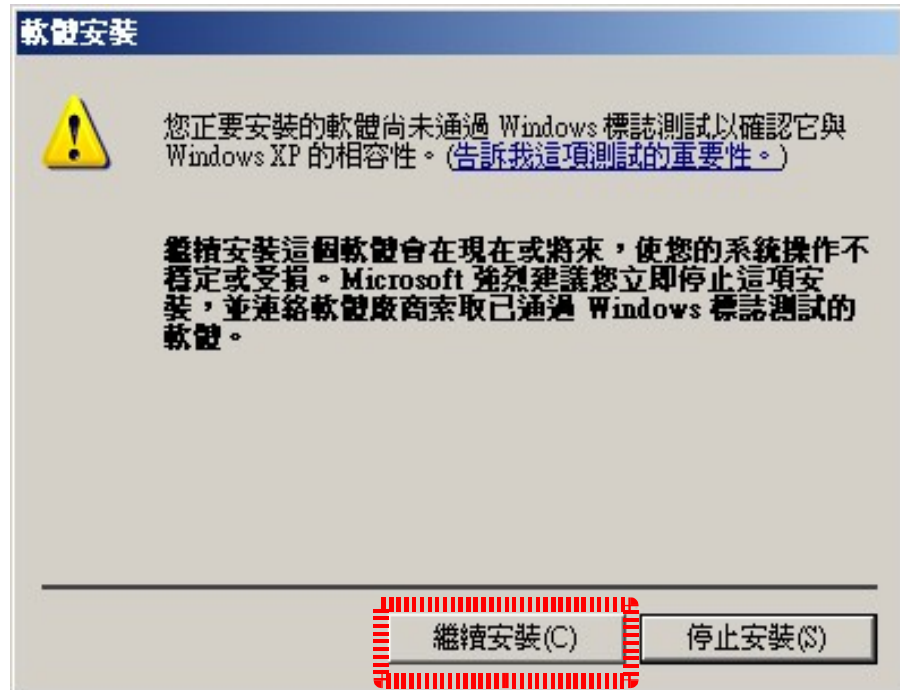 軟體安裝
您正要安裝的軟體尚未通過 Windows 標誌測試以確認它與
Windows XP 的相容性。(告訴我這項測試的重要性。)
繼續安裝這個軟體會在現在或將來，使您的系統操作不
穩定或受損。Microsoft 強烈建議您立即停止這項安
裝，並連絡軟體廠商索取已通過 Windows 標誌測試的
軟體。
繼續安裝(C)
停止安裝(S)